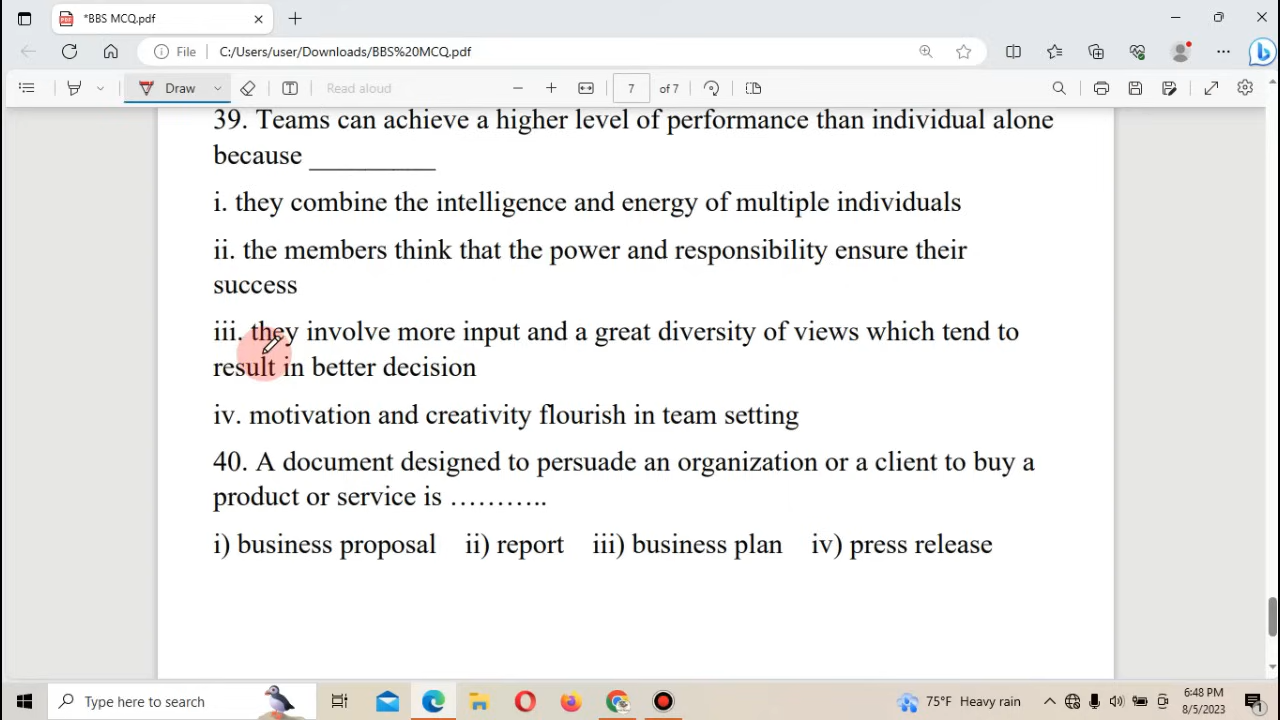 *BBS MCQ.pdf
File C:/Users/user/Downloads/BBS%20MCQ.pdf
Draw Read aloud 7 of 7
39. Teams can achieve a higher level of performance than individual alone
because _________
i. they combine the intelligence and energy of multiple individuals
ii. the members think that the power and responsibility ensure their
success
iii. they involve more input and a great diversity of views which tend to
result in better decision
iv. motivation and creativity flourish in team setting
40. A document designed to persuade an organization or a client to buy a
product or service is ………..
i) business proposal ii) report iii) business plan iv) press release
Type here to search 75°F Heavy rain 6:48 PM
8/5/2023